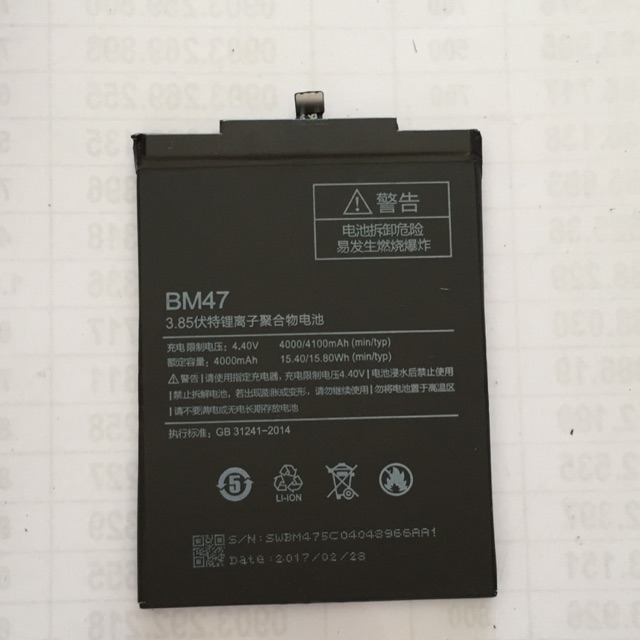 警告
电池拆卸危险
易发生燃烧爆炸
BM47
3.85伏特锂离子聚合物电池
充电限制电压: 4.40V 4000/4100mAh (min/typ)
额定容量: 4000mAh 15.40/15.80Wh (min/typ)
警告!|请使用指定充电器,充电限制电压4.40V|电池浸水后禁止使用
|禁止拆卸电池,若出现膨胀或变形,请勿继续使用|勿将电池置于高温区
|请不要满电或无电长期存放电池
执行标准: GB 31241-2014
5
LI-ION
S/N: SWBM475C04043966AA1
Date:2017/02/23